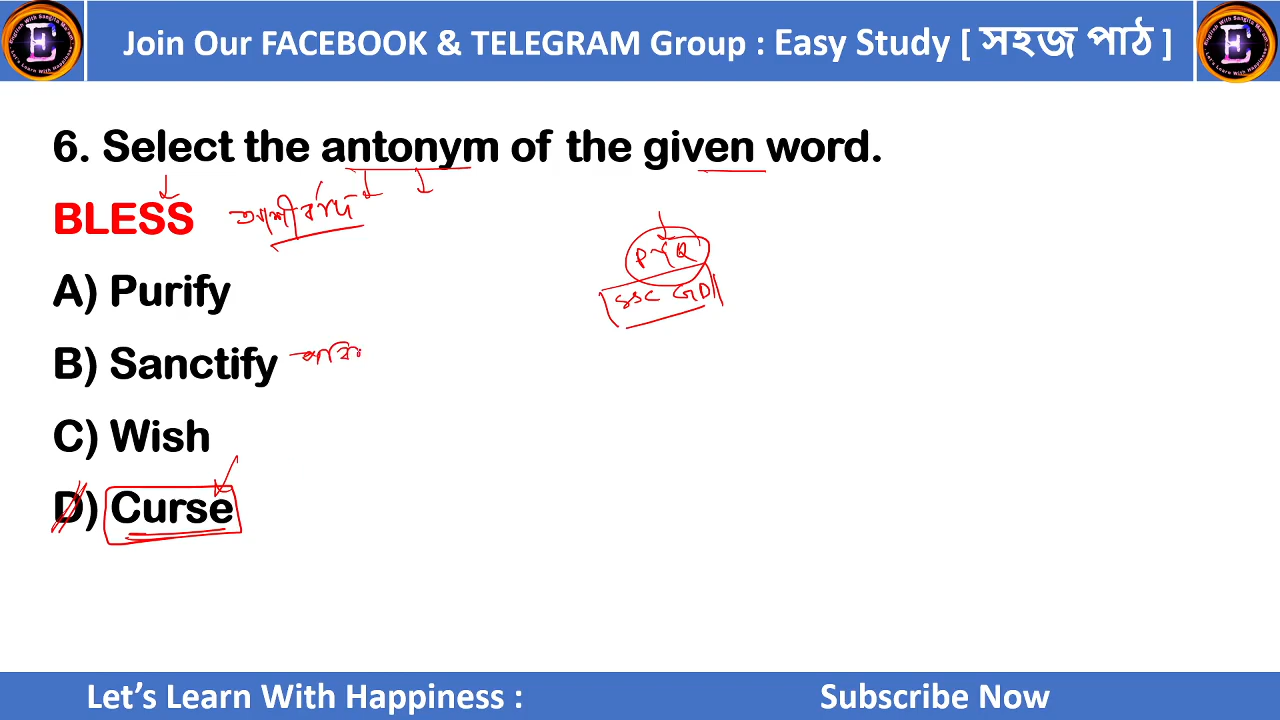 Join Our FACEBOOK & TELEGRAM Group : Easy Study [ সহজ পাঠ ]
6. Select the antonym of the given word.
BLESS আশীর্বাদ
PYQ
SSC GD
A) Purify
B) Sanctify
C) Wish
D) Curse
Let's Learn With Happiness :
Subscribe Now